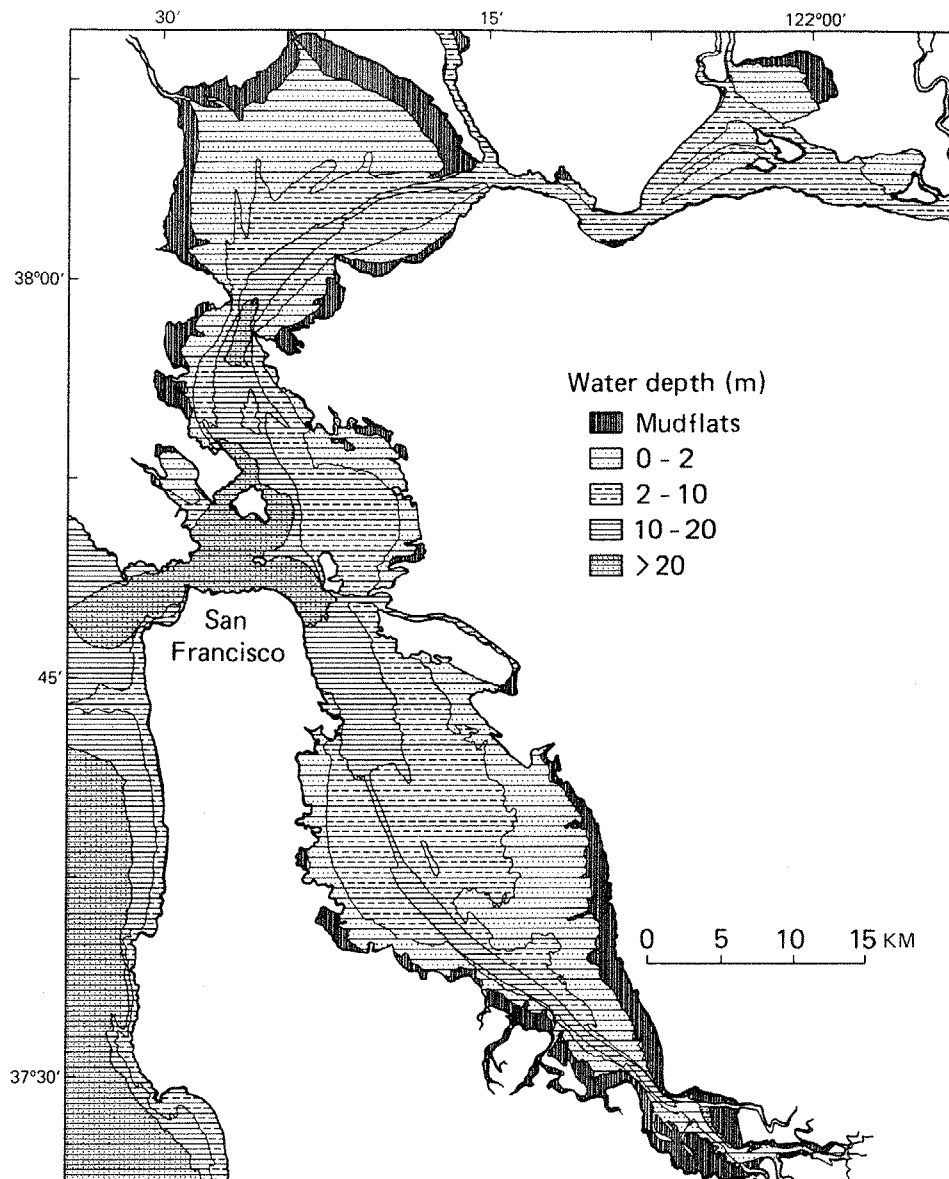 30' 15' 122°00'
38°00'
Water depth (m)
Mudflats
0 - 2
2 - 10
10 - 20
>20
San
Francisco
45'
0 5 10 15 KM
37°30'